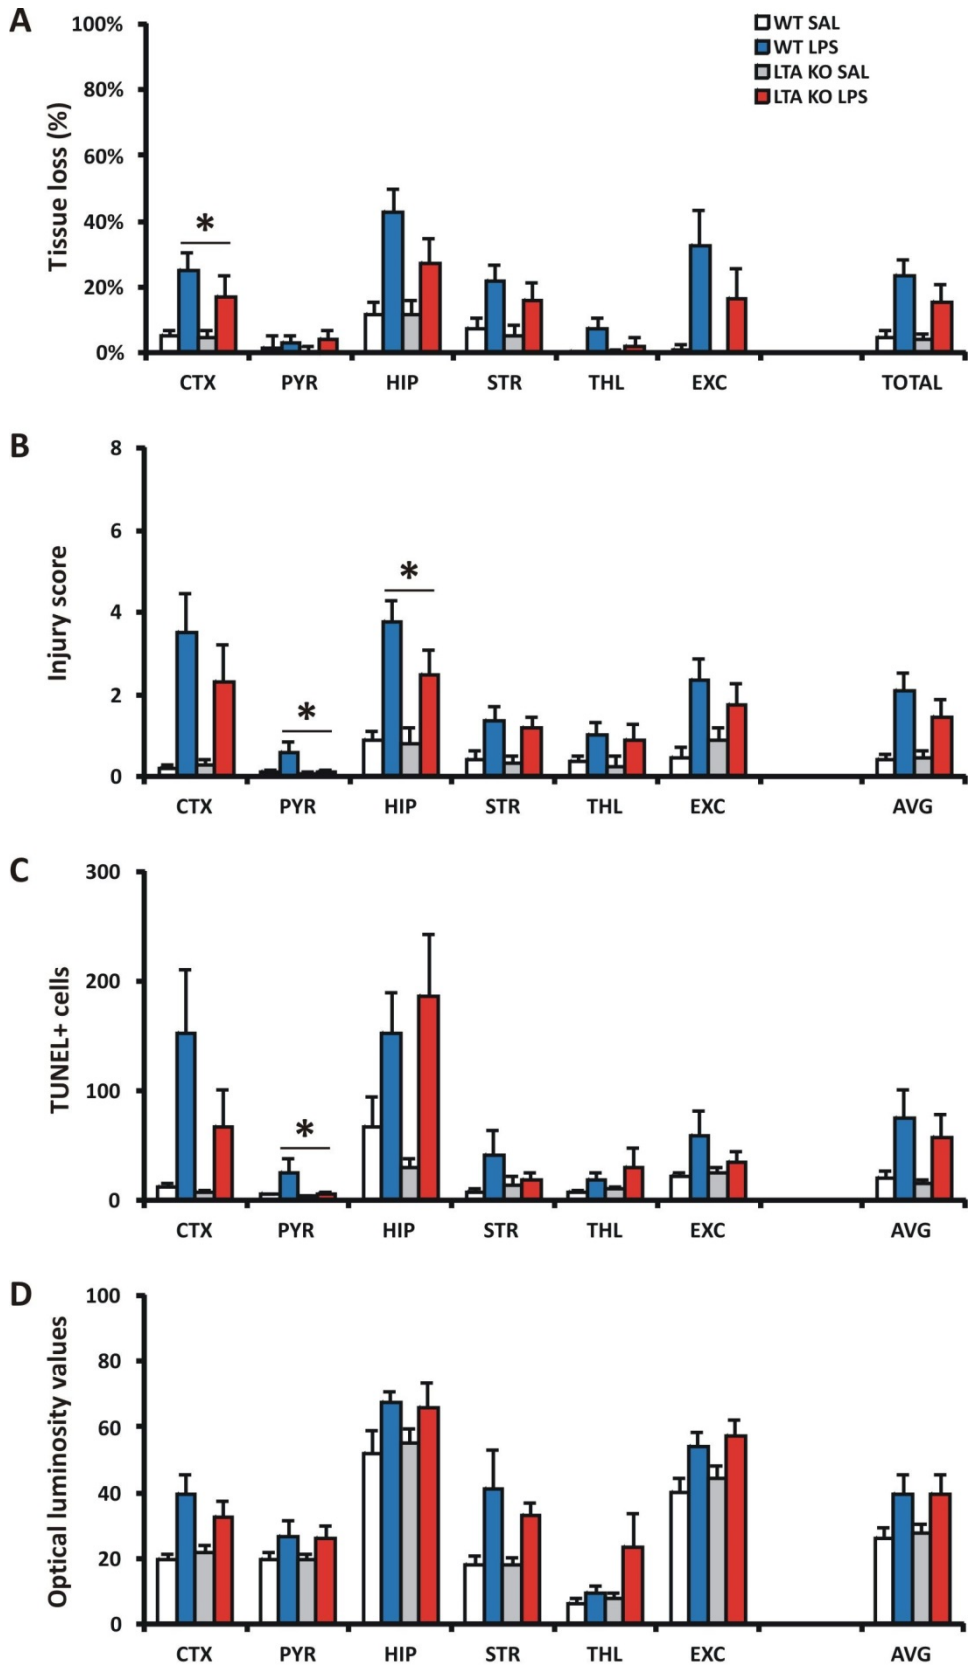 A
100%
80%
60%
40%
20%
0%
Tissue loss (%)
WT SAL
WT LPS
LTA KO SAL
LTA KO LPS
*
CTX PYR HIP STR THL EXC TOTAL
B
8
6
4
2
0
Injury score
*
*
CTX PYR HIP STR THL EXC AVG
C
300
200
100
0
TUNEL+ cells
*
CTX PYR HIP STR THL EXC AVG
D
100
80
60
40
20
0
Optical luminosity values
CTX PYR HIP STR THL EXC AVG